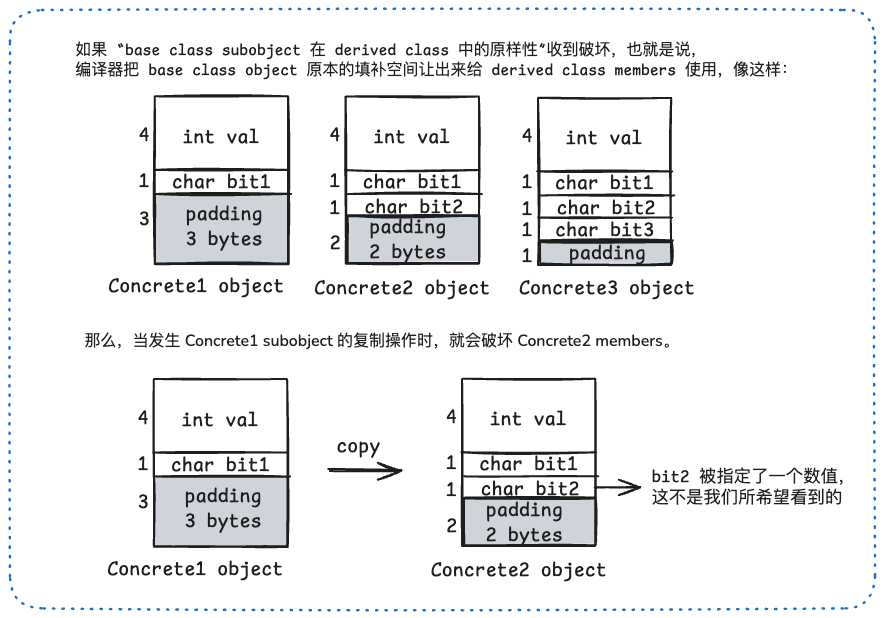 如果 “base class subobject 在 derived class 中的原样性”收到破坏，也就是说，
编译器把 base class object 原本的填补空间让出来给 derived class members 使用，像这样：
4
int val
1
char bit1
3
padding
3 bytes
Concrete1 object
4
int val
1
char bit1
1
char bit2
2
padding
2 bytes
Concrete2 object
4
int val
1
char bit1
1
char bit2
1
char bit3
1
padding
Concrete3 object
那么，当发生 Concrete1 subobject 的复制操作时，就会破坏 Concrete2 members。
4
int val
1
char bit1
3
padding
3 bytes
Concrete1 object
copy
4
int val
1
char bit1
1
char bit2
2
padding
2 bytes
Concrete2 object
bit2 被指定了一个数值，
这不是我们所希望看到的